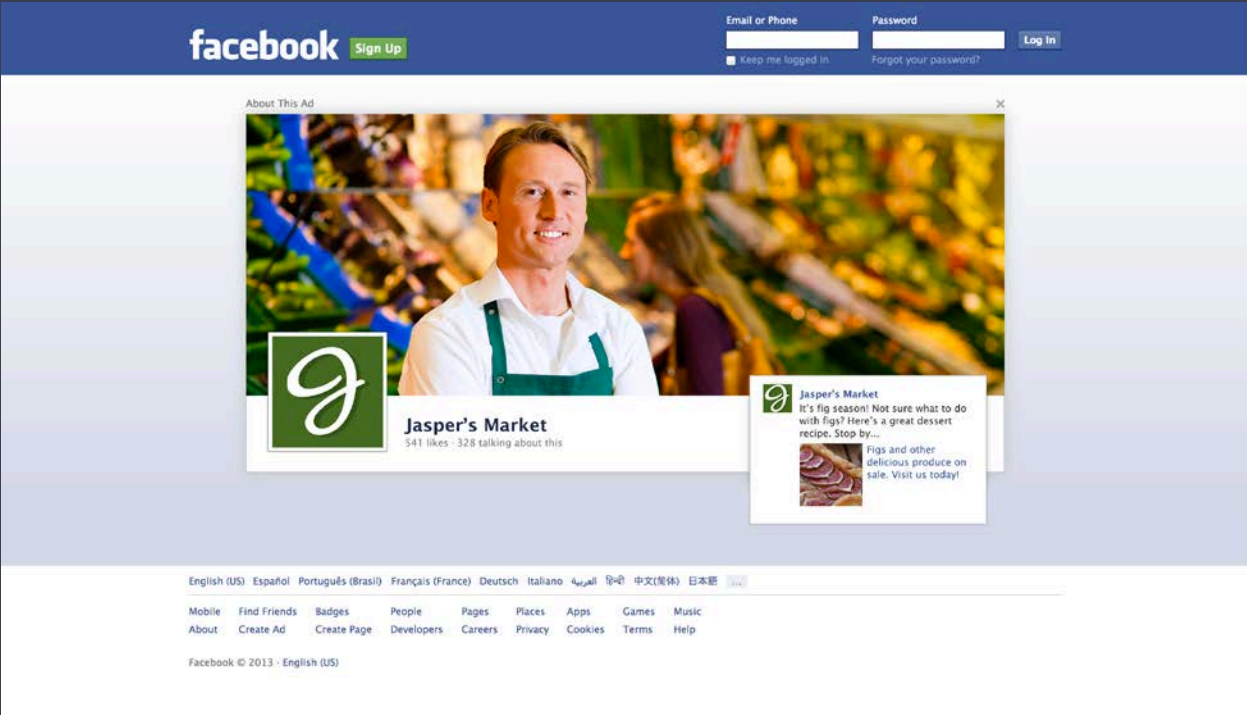 Email or Phone Password
facebook Sign Up Log In
Keep me logged in Forgot your password?
About This Ad
Jasper's Market
541 likes · 328 talking about this
Jasper's Market
It's fig season! Not sure what to do
with figs? Here's a great dessert
recipe. Stop by...
Figs and other
delicious produce on
sale. Visit us today!
English (US) Español Português (Brasil) Français (France) Deutsch Italiano العربية हिन्दी 中文(简体) 日本語 ...
Mobile Find Friends Badges People Pages Places Apps Games Music
About Create Ad Create Page Developers Careers Privacy Cookies Terms Help
Facebook © 2013 · English (US)